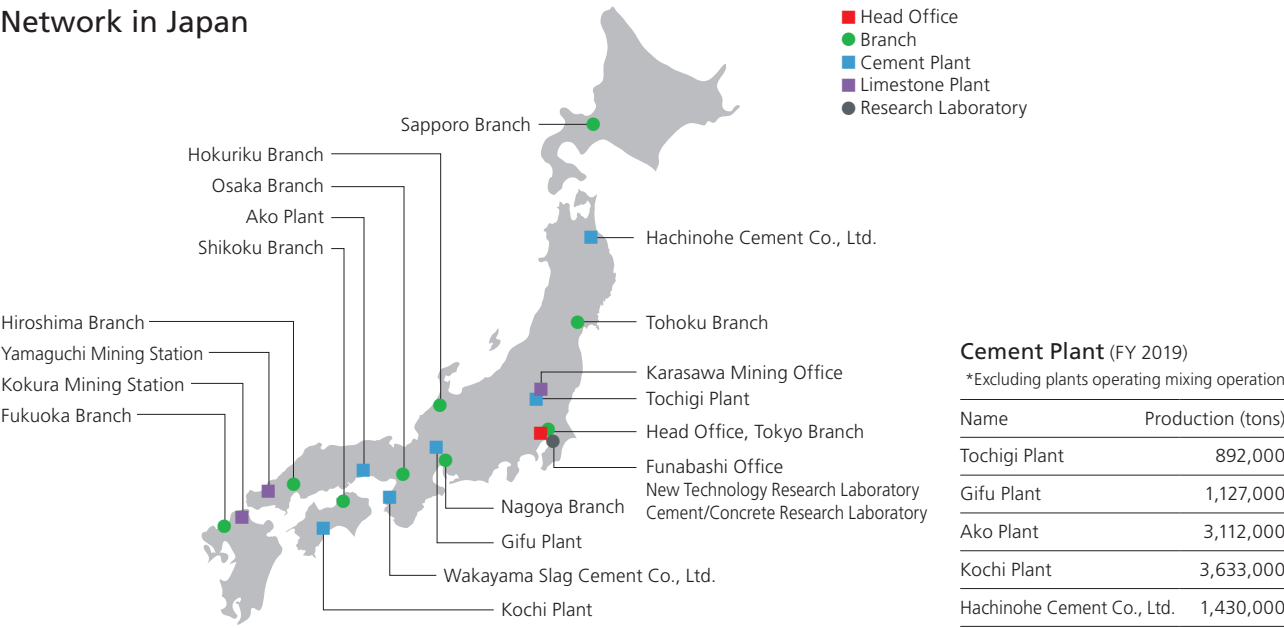 Network in Japan
Head Office
Branch
Cement Plant
Limestone Plant
Research Laboratory
Sapporo Branch
Hokuriku Branch
Osaka Branch
Ako Plant
Shikoku Branch
Hiroshima Branch
Yamaguchi Mining Station
Kokura Mining Station
Fukuoka Branch
Hachinohe Cement Co., Ltd.
Tohoku Branch
Karasawa Mining Office
Tochigi Plant
Head Office, Tokyo Branch
Funabashi Office
New Technology Research Laboratory
Cement/Concrete Research Laboratory
Nagoya Branch
Gifu Plant
Wakayama Slag Cement Co., Ltd.
Kochi Plant
Cement Plant (FY 2019)
*Excluding plants operating mixing operation
Name Production (tons)
Tochigi Plant 892,000
Gifu Plant 1,127,000
Ako Plant 3,112,000
Kochi Plant 3,633,000
Hachinohe Cement Co., Ltd. 1,430,000